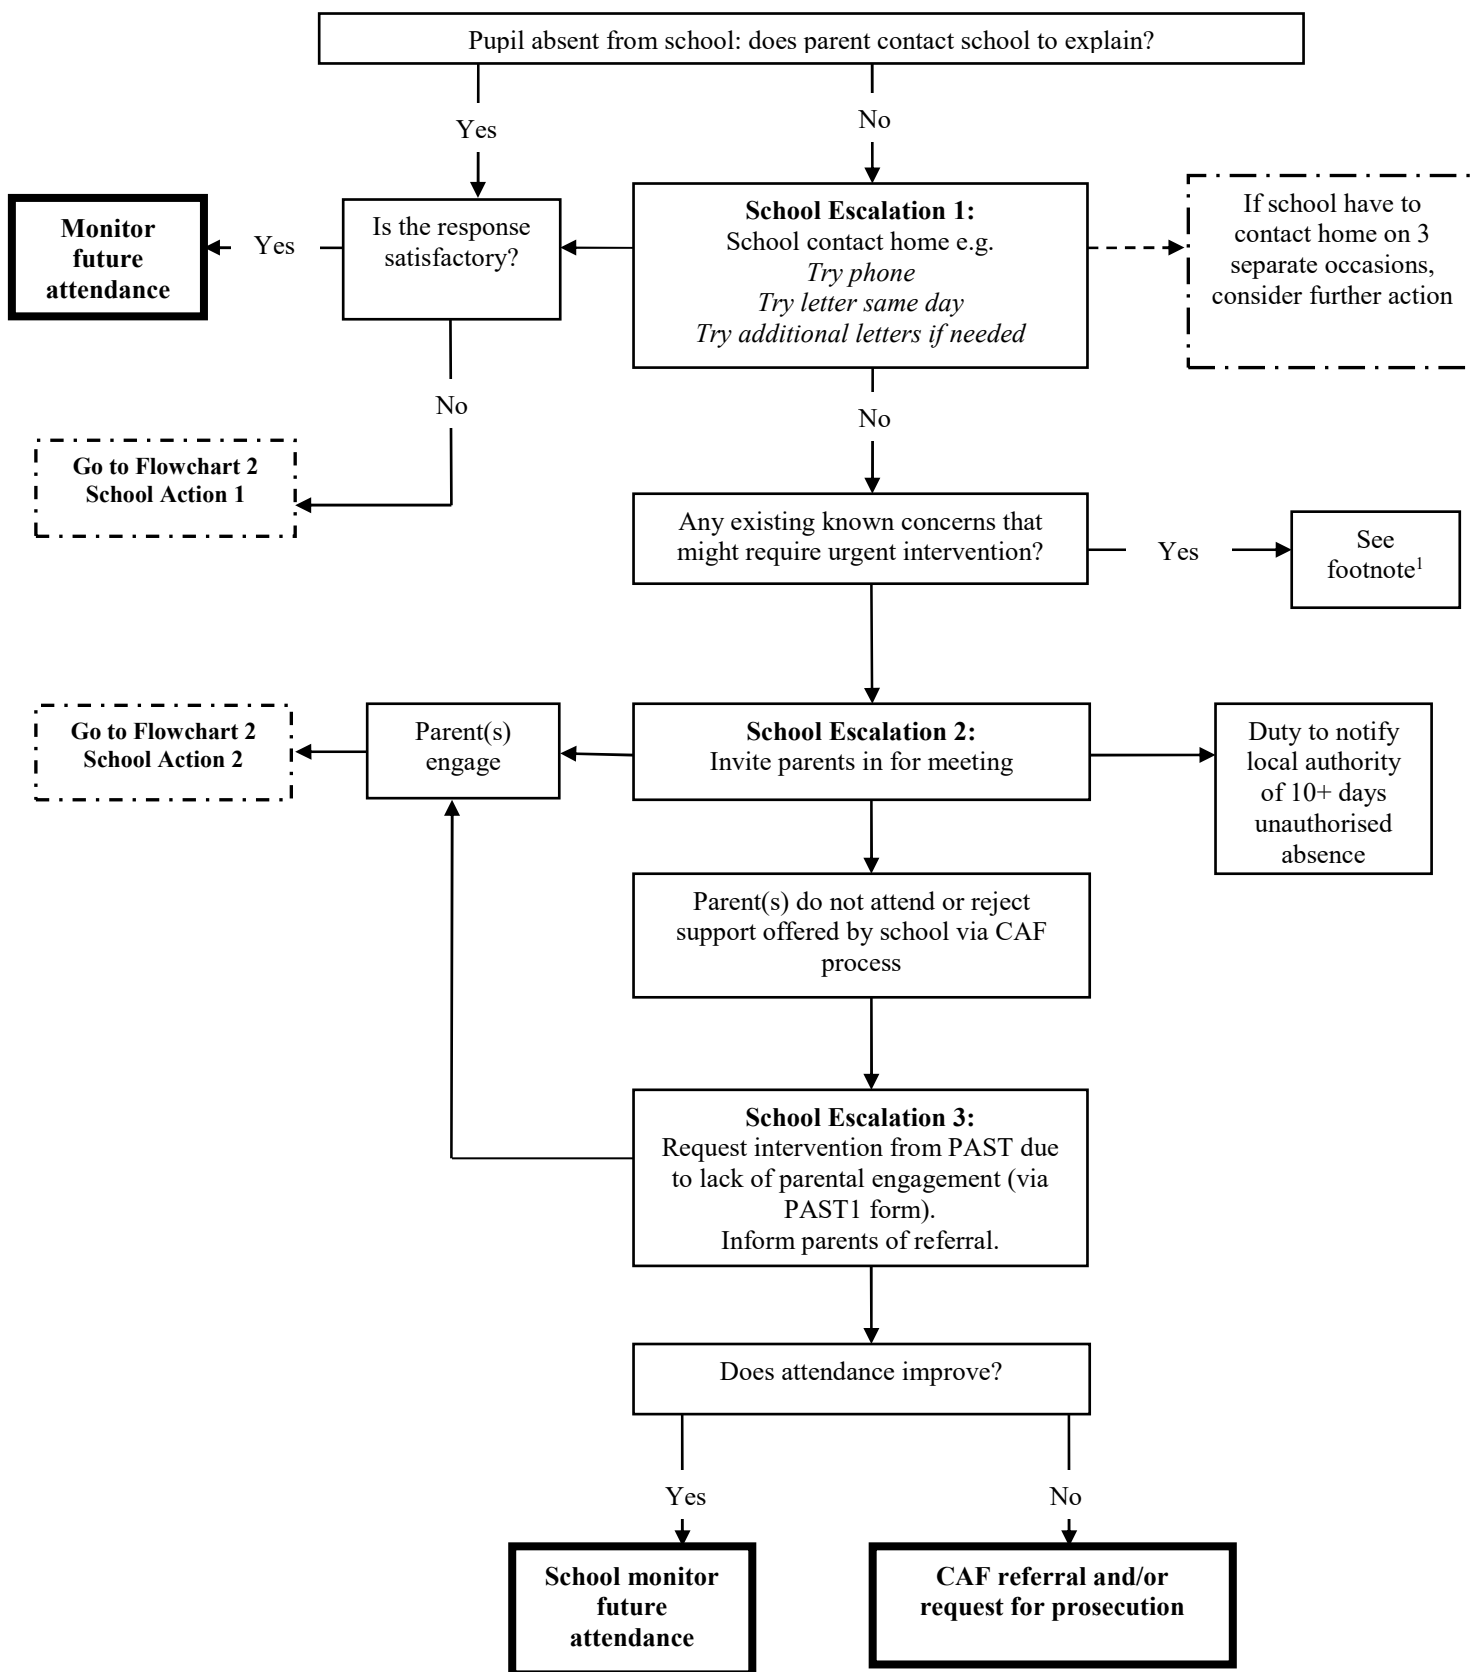 Pupil absent from school: does parent contact school to explain?
Yes
No
Monitor
future
attendance
Yes
Is the response
satisfactory?
School Escalation 1:
School contact home e.g.
Try phone
Try letter same day
Try additional letters if needed
If school have to
contact home on 3
separate occasions,
consider further action
No
No
Go to Flowchart 2
School Action 1
Any existing known concerns that
might require urgent intervention?
Yes
See
footnote¹
Go to Flowchart 2
School Action 2
Parent(s)
engage
School Escalation 2:
Invite parents in for meeting
Duty to notify
local authority
of 10+ days
unauthorised
absence
Parent(s) do not attend or reject
support offered by school via CAF
process
School Escalation 3:
Request intervention from PAST due
to lack of parental engagement (via
PAST1 form).
Inform parents of referral.
Does attendance improve?
Yes
No
School monitor
future
attendance
CAF referral and/or
request for prosecution